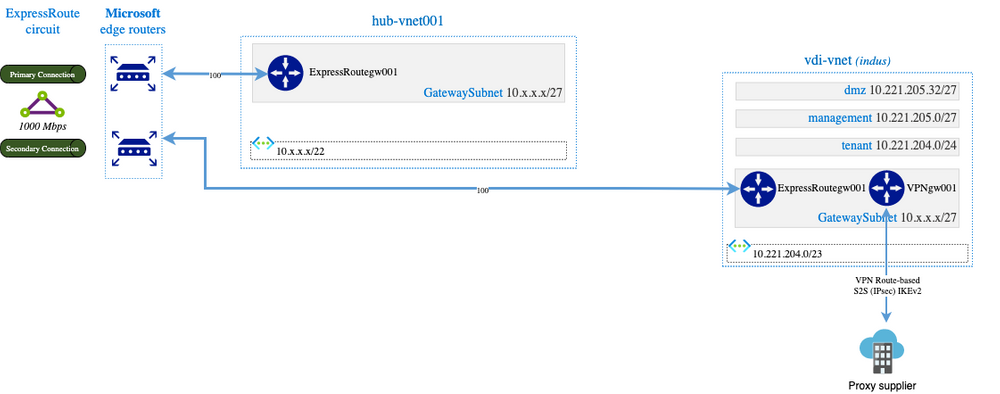 ExpressRoute
circuit
Microsoft
edge routers
Primary Connection
1000 Mbps
Secondary Connection
hub-vnet001
100
ExpressRoutegw001
GatewaySubnet 10.x.x.x/27
10.x.x.x/22
100
vdi-vnet (indus)
dmz 10.221.205.32/27
management 10.221.205.0/27
tenant 10.221.204.0/24
ExpressRoutegw001
VPNgw001
GatewaySubnet 10.x.x.x/27
10.221.204.0/23
VPN Route-based
S2S (IPsec) IKEv2
Proxy supplier